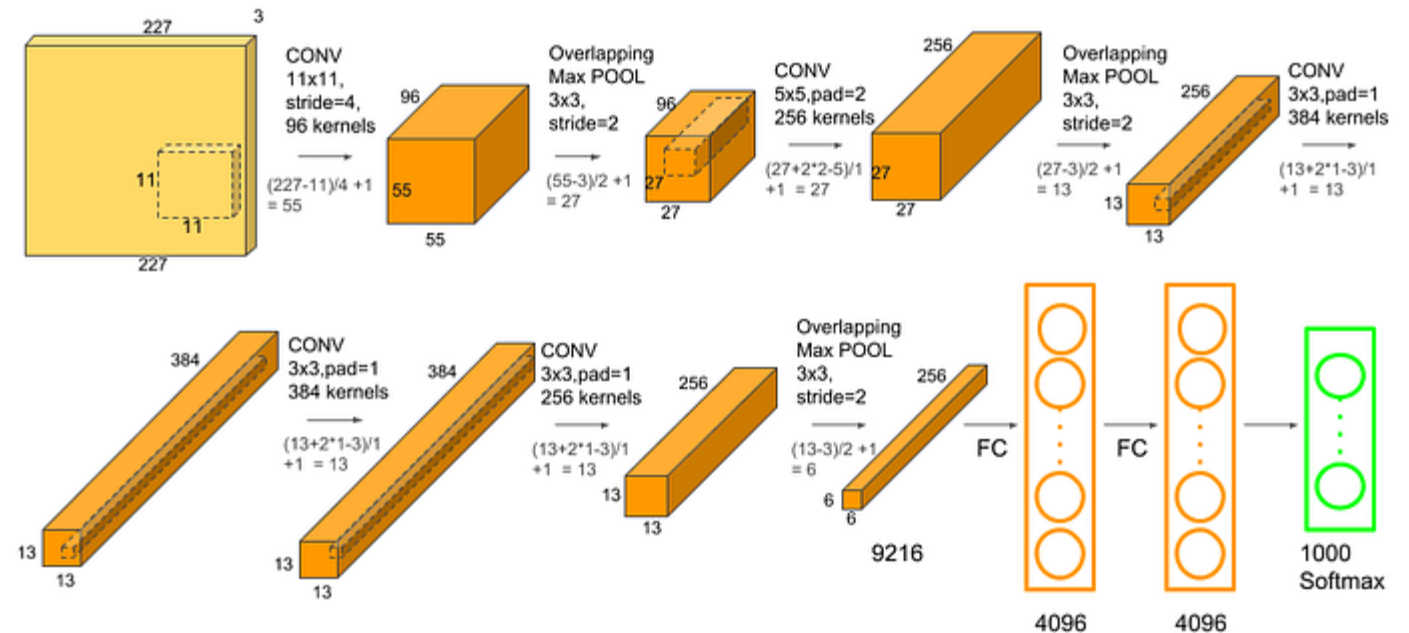 227
3
11
11
227
CONV
11x11,
stride=4,
96 kernels
(227-11)/4 +1
= 55
96
55
55
Overlapping
Max POOL
3x3,
stride=2
(55-3)/2 +1
= 27
96
27
27
CONV
5x5,pad=2
256 kernels
(27+2*2-5)/1
+1 = 27
256
27
27
Overlapping
Max POOL
3x3,
stride=2
(27-3)/2 +1
= 13
256
13
13
CONV
3x3,pad=1
384 kernels
(13+2*1-3)/1
+1 = 13
384
13
13
CONV
3x3,pad=1
384 kernels
(13+2*1-3)/1
+1 = 13
384
13
13
CONV
3x3,pad=1
256 kernels
(13+2*1-3)/1
+1 = 13
256
13
13
Overlapping
Max POOL
3x3,
stride=2
(13-3)/2 +1
= 6
256
6
6
9216
FC
4096
FC
4096
1000
Softmax